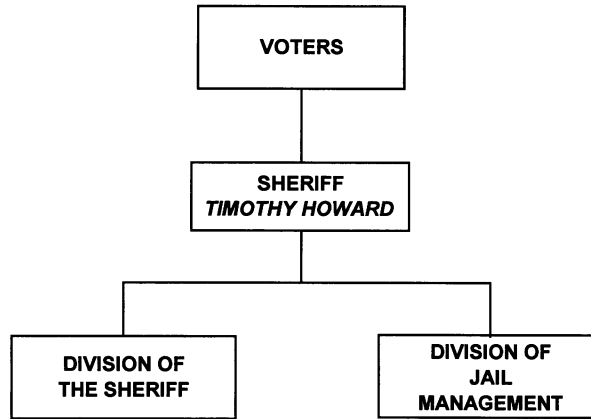 VOTERS
SHERIFF
TIMOTHY HOWARD
DIVISION OF
THE SHERIFF
DIVISION OF
JAIL
MANAGEMENT